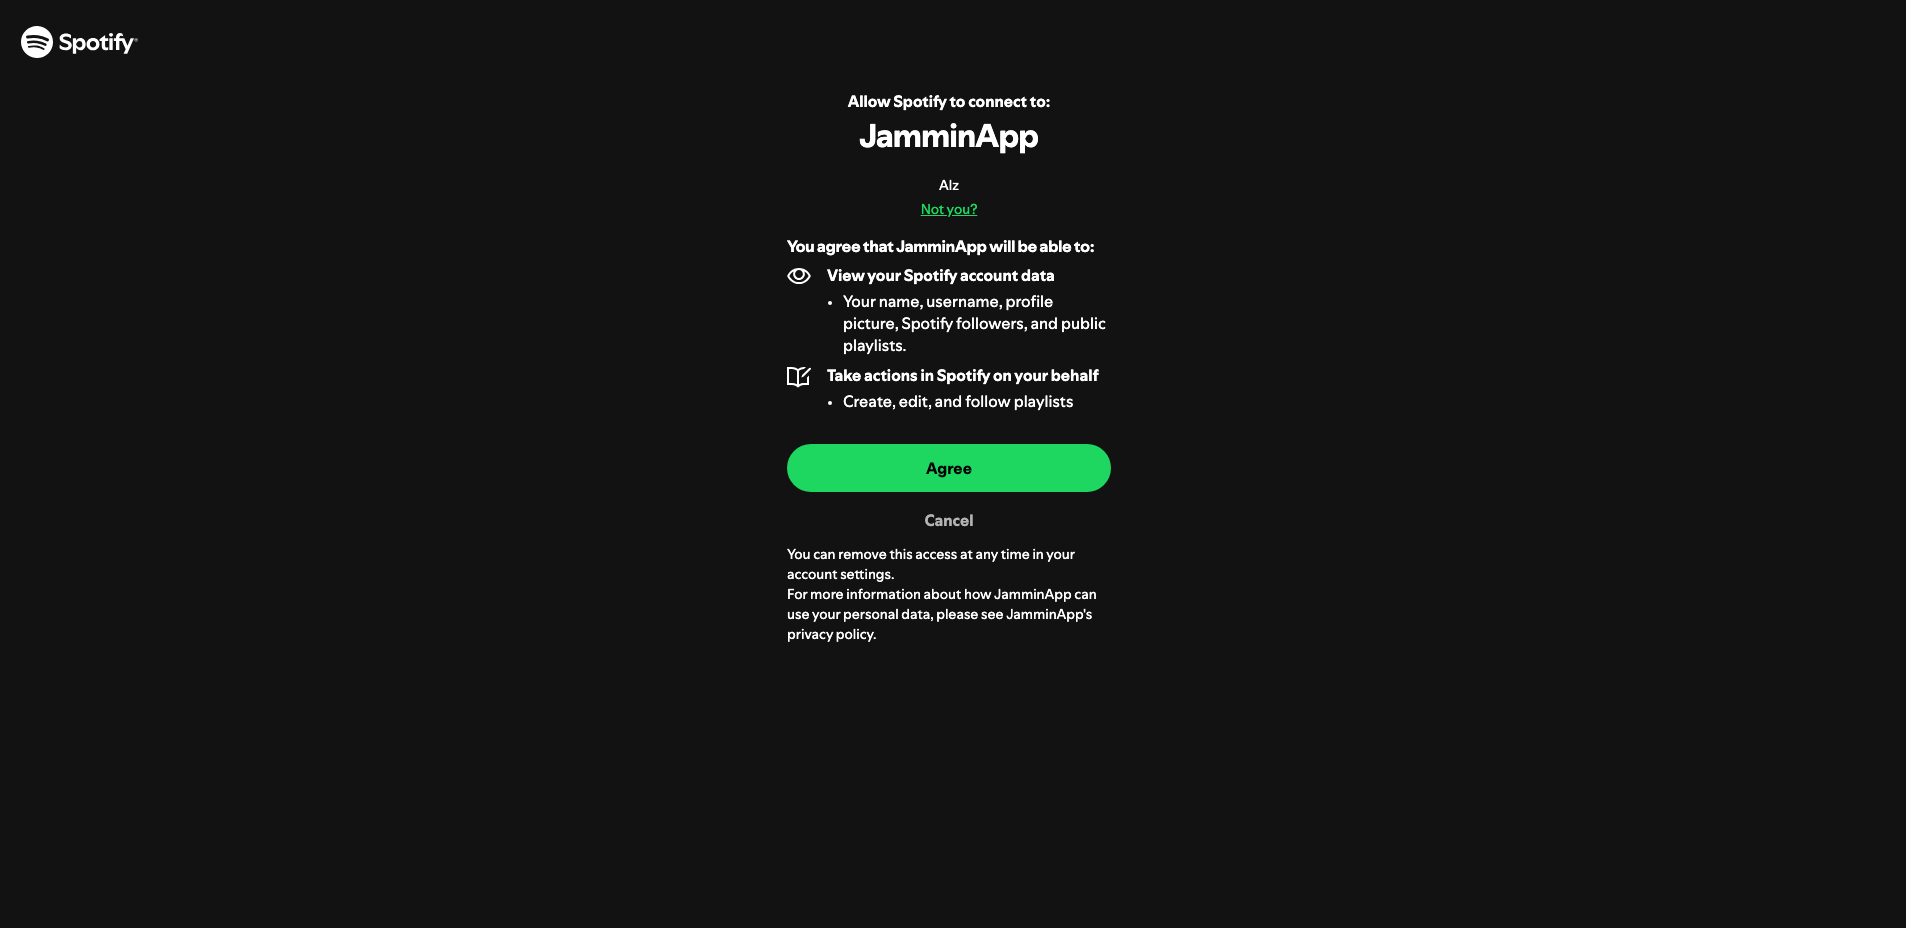 Spotify
Allow Spotify to connect to:
JamminApp
Alz
Not you?
You agree that JamminApp will be able to:
View your Spotify account data
• Your name, username, profile
picture, Spotify followers, and public
playlists.
Take actions in Spotify on your behalf
• Create, edit, and follow playlists
Agree
Cancel
You can remove this access at any time in your
account settings.
For more information about how JamminApp can
use your personal data, please see JamminApp's
privacy policy.